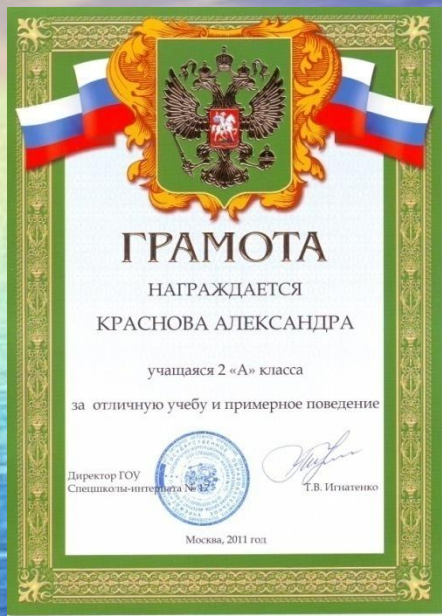 ГРАМОТА
НАГРАЖДАЕТСЯ
КРАСНОВА АЛЕКСАНДРА
учащаяся 2 «А» класса
за отличную учебу и примерное поведение
Директор ГОУ
Спецшколы-интерната № Т.В. Игнатенко
Москва, 2011 год